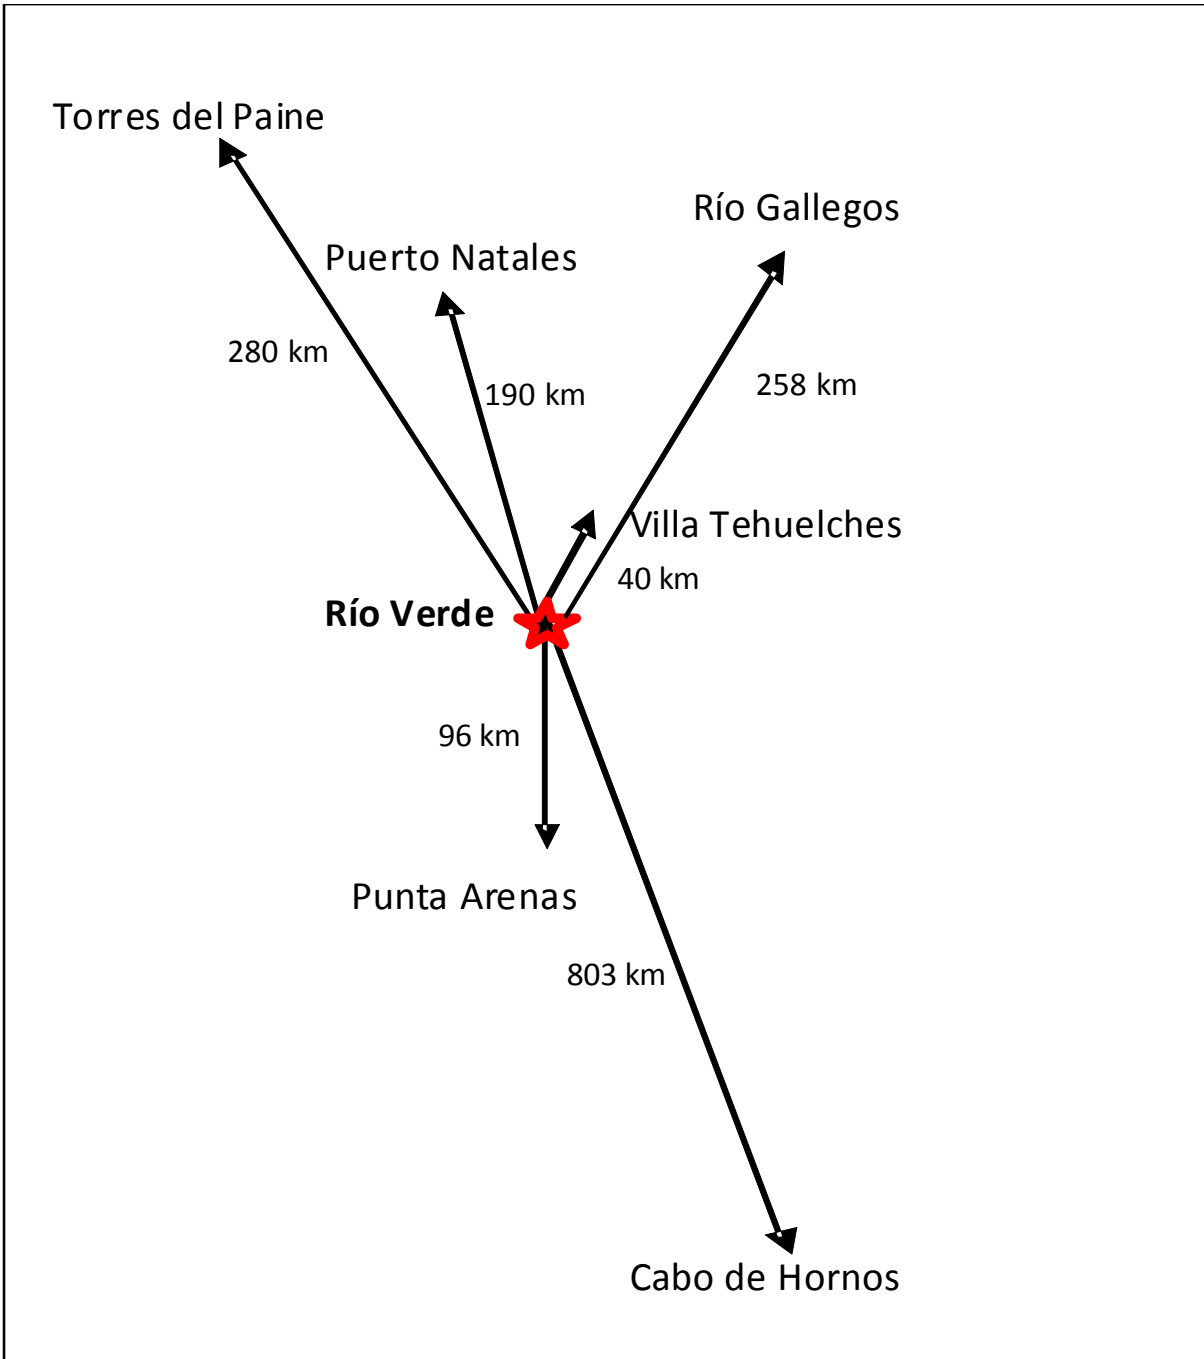 Torres del Paine
Río Gallegos
Puerto Natales
280 km
258 km
190 km
Villa Tehuelches
40 km
Río Verde
96 km
Punta Arenas
803 km
Cabo de Hornos